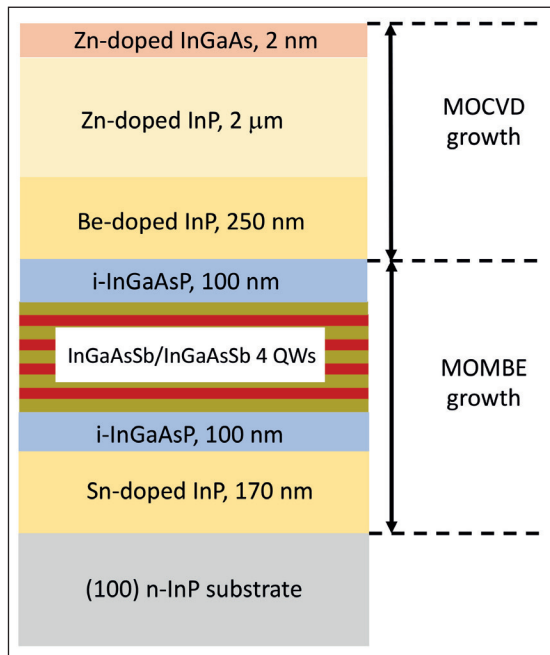 Zn-doped InGaAs, 2 nm
Zn-doped InP, 2 μm
Be-doped InP, 250 nm
i-InGaAsP, 100 nm
InGaAsSb/InGaAsSb 4 QWs
i-InGaAsP, 100 nm
Sn-doped InP, 170 nm
(100) n-InP substrate
MOCVD
growth
MOMBE
growth